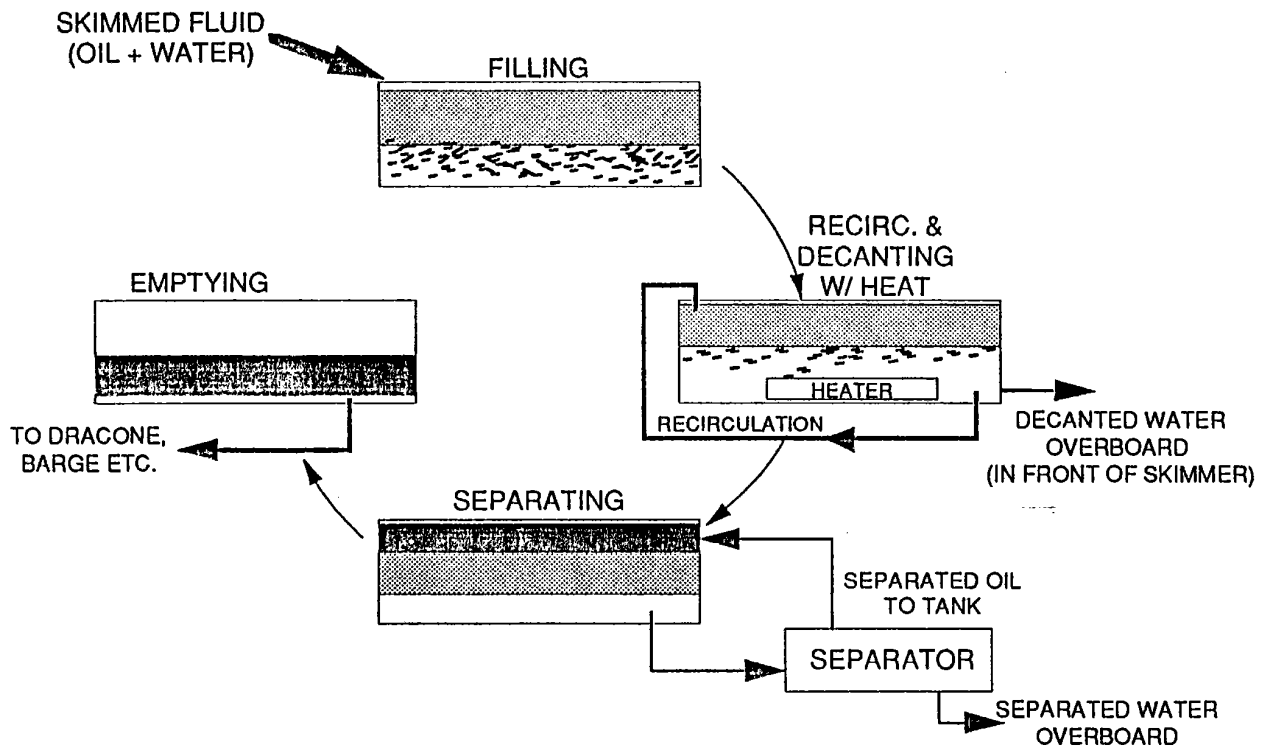 SKIMMED FLUID
(OIL + WATER)
FILLING
RECIRC. &
DECANTING
W/ HEAT
EMPTYING
HEATER
RECIRCULATION
DECANTED WATER
OVERBOARD
(IN FRONT OF SKIMMER)
TO DRACONE,
BARGE ETC.
SEPARATING
SEPARATED OIL
TO TANK
SEPARATOR
SEPARATED WATER
OVERBOARD